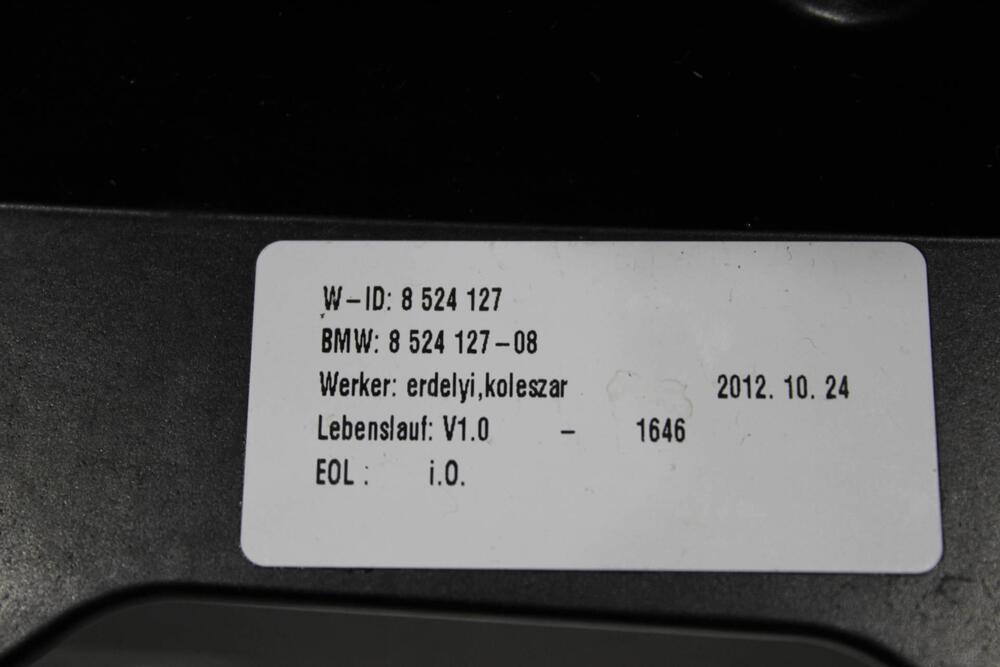 W-ID: 8 524 127
BMW: 8 524 127-08
Werker: erdelyi,koleszar 2012. 10. 24
Lebenslauf: V1.0 - 1646
EOL : i.O.